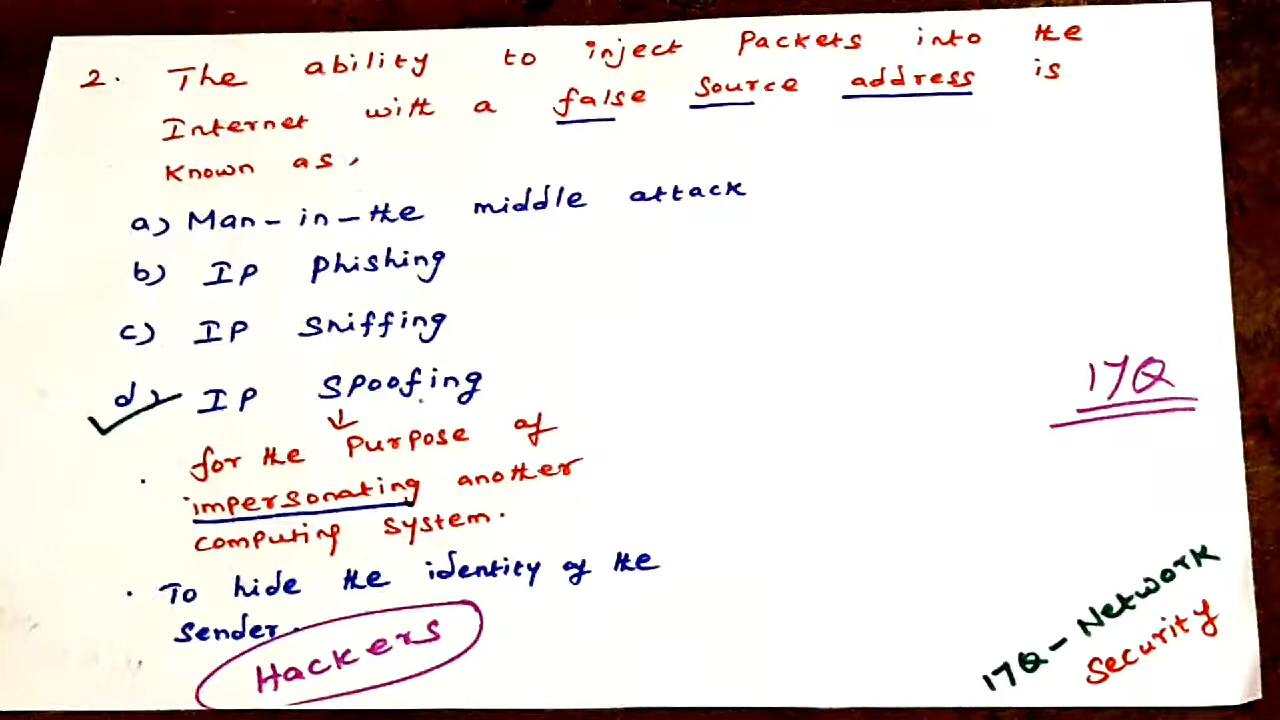 2. The ability to inject Packets into the
Internet with a false source address is
known as,
a) Man-in-the middle attack
b) IP Phishing
c) IP Sniffing
d) IP Spoofing
· for the Purpose of
impersonating another
computing system.
· To hide the identity of the
sender.
Hackers
17Q
17Q - Network
Security